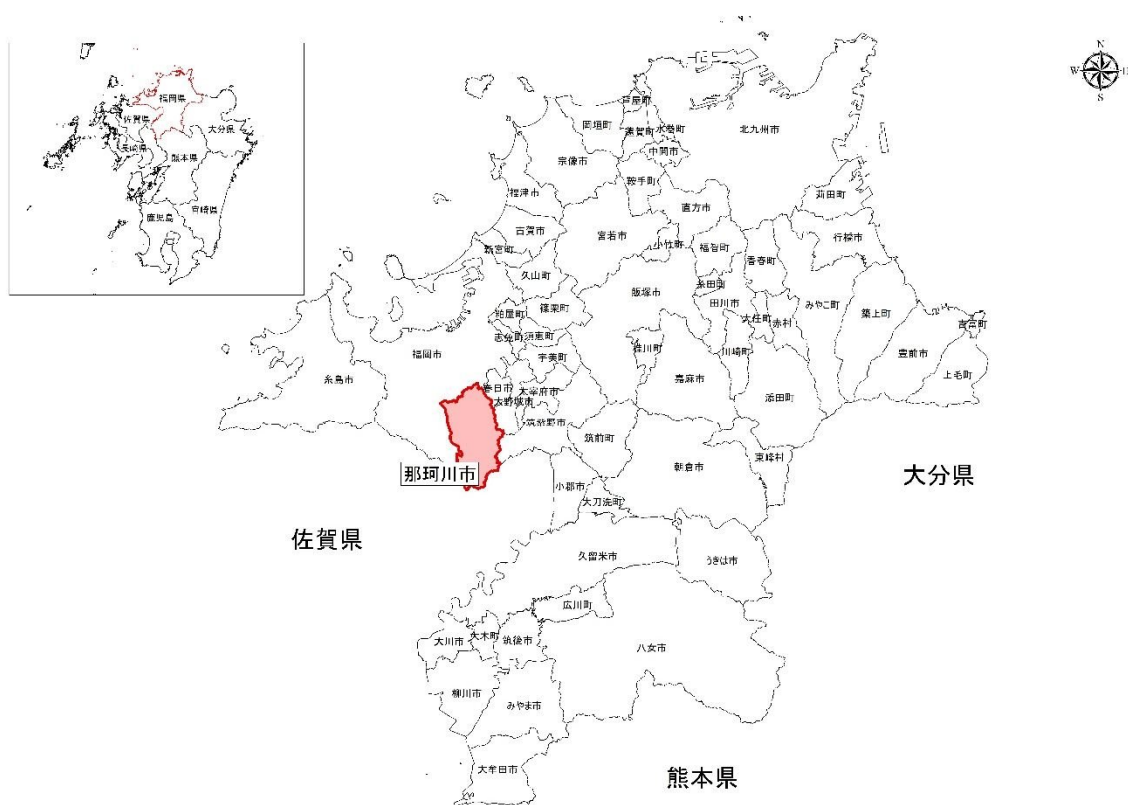 福岡県
佐賀県
大分県
長崎県
熊本県
宮崎県
鹿児島
N
W
S
芦屋町
岡垣町
遠賀町
水巻町
北九州市
中間市
宗像市
鞍手町
福津市
直方市
苅田町
古賀市
宮若市
小竹町
福智町
行橋市
新宮町
香春町
久山町
糸田町
飯塚市
田川市
みやこ町
篠栗町
粕屋町
大任町
赤村
築上町
吉富町
志免町
須恵町
福岡市
宇美町
桂川町
川崎町
豊前市
上毛町
糸島市
春日市
太宰府市
大野城市
嘉麻市
添田町
筑紫野市
筑前町
東峰村
那珂川市
朝倉市
大分県
小郡市
大刀洗町
佐賀県
久留米市
うきは市
広川町
大川市
大木町
筑後市
八女市
柳川市
みやま市
大牟田市
熊本県